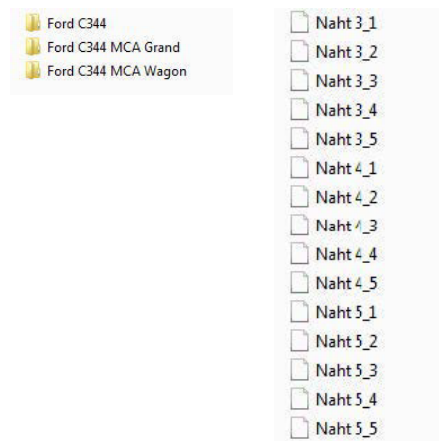 Ford C344
Ford C344 MCA Grand
Ford C344 MCA Wagon
Naht 3_1
Naht 3_2
Naht 3_3
Naht 3_4
Naht 3_5
Naht 4_1
Naht 4_2
Naht 4_3
Naht 4_4
Naht 4_5
Naht 5_1
Naht 5_2
Naht 5_3
Naht 5_4
Naht 5_5